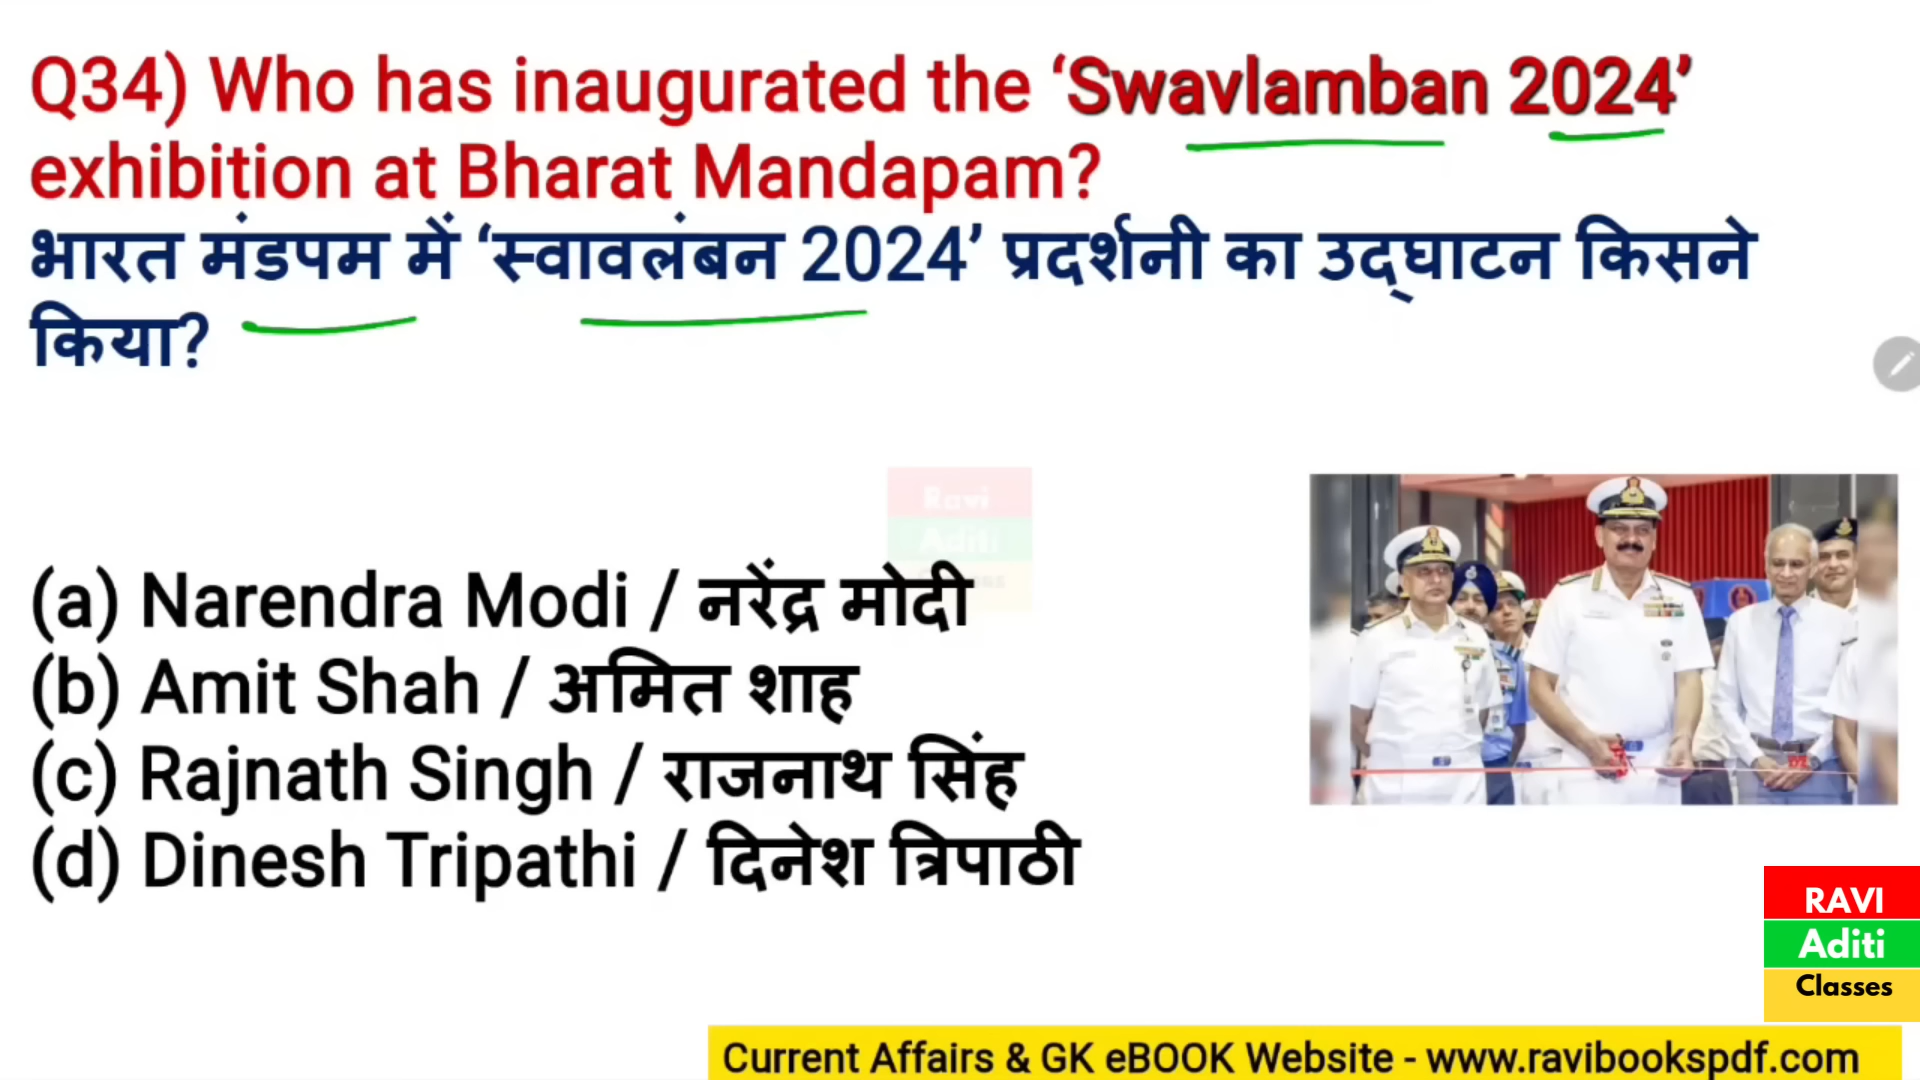 Q34) Who has inaugurated the ‘Swavlamban 2024’
exhibition at Bharat Mandapam?
भारत मंडपम में ‘स्वावलंबन 2024’ प्रदर्शनी का उद्घाटन किसने
किया?
Ravi
Aditi
(a) Narendra Modi / नरेंद्र मोदी
(b) Amit Shah / अमित शाह
(c) Rajnath Singh / राजनाथ सिंह
(d) Dinesh Tripathi / दिनेश त्रिपाठी
RAVI
Aditi
Classes
Current Affairs & GK eBOOK Website - www.ravibookspdf.com